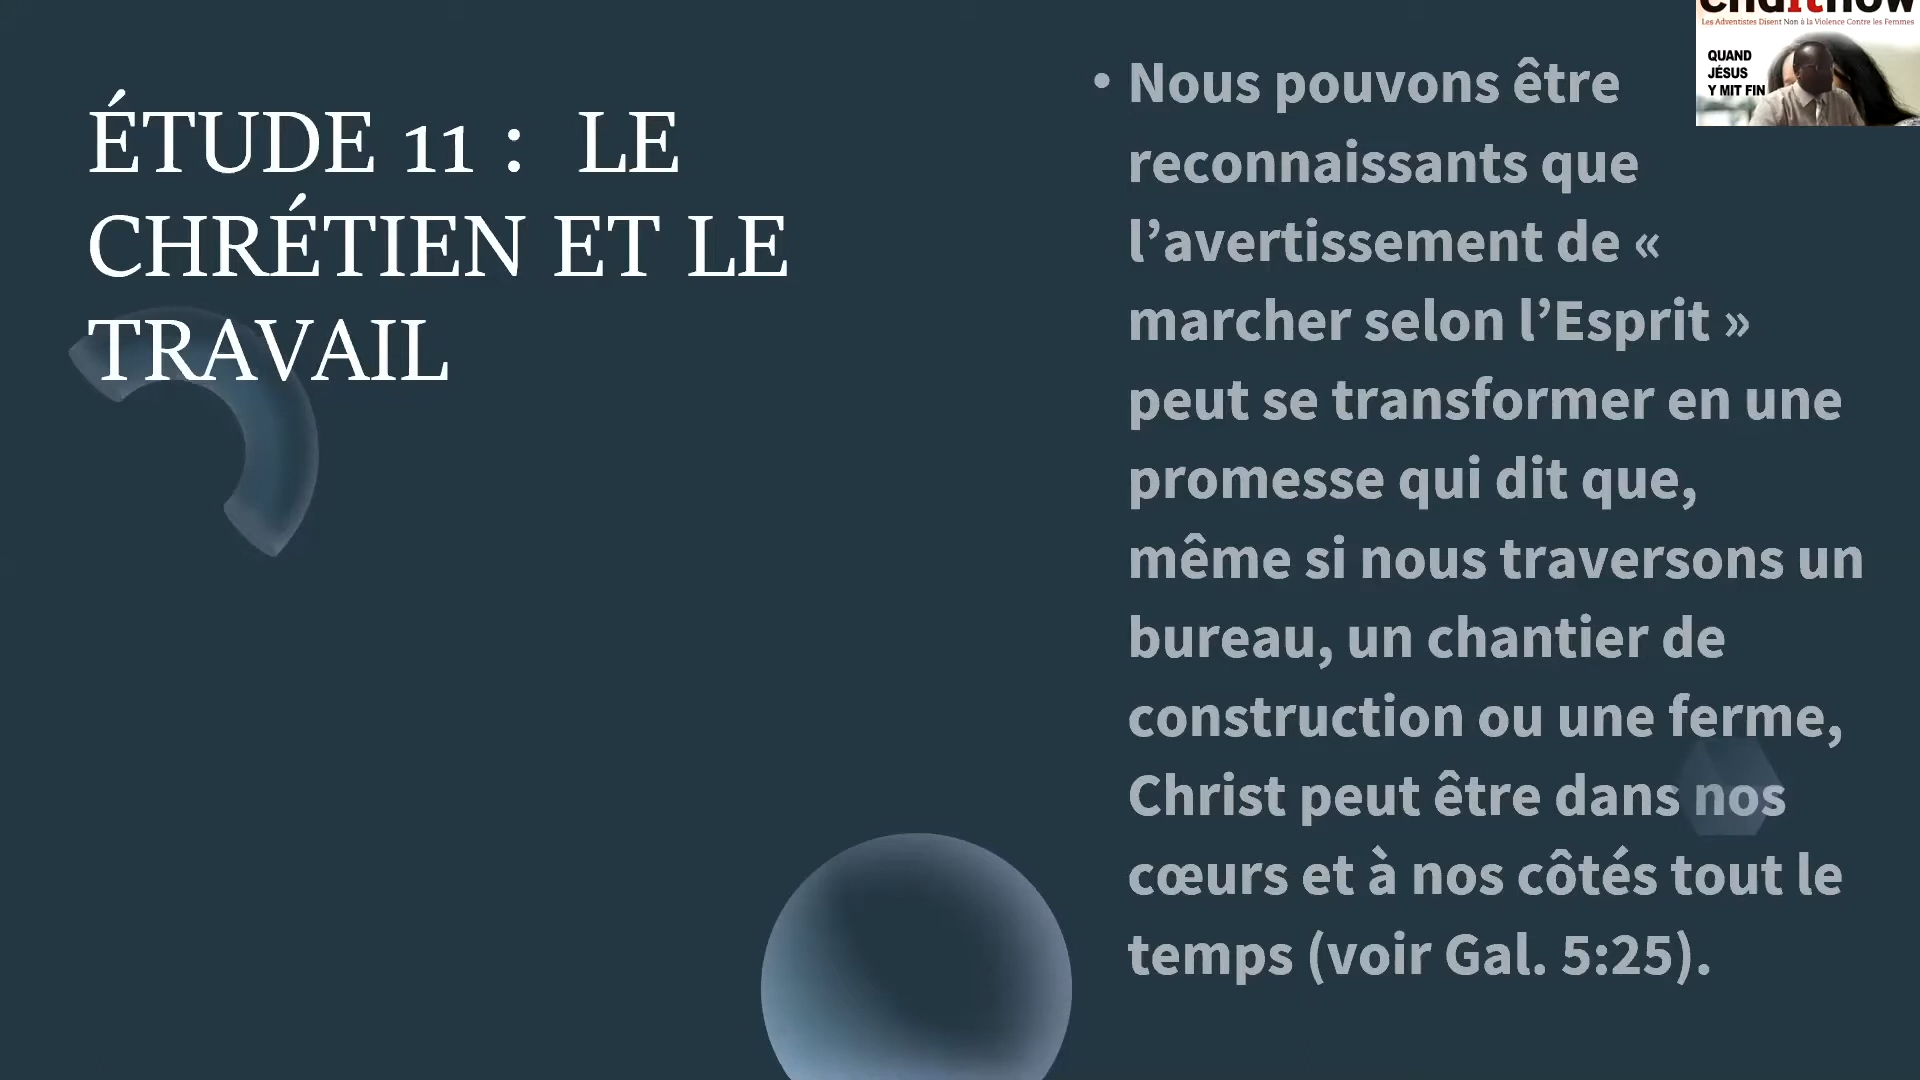 ÉTUDE 11 : LE
CHRÉTIEN ET LE
TRAVAIL
• Nous pouvons être
reconnaissants que
l’avertissement de «
marcher selon l’Esprit »
peut se transformer en une
promesse qui dit que,
même si nous traversons un
bureau, un chantier de
construction ou une ferme,
Christ peut être dans nos
cœurs et à nos côtés tout le
temps (voir Gal. 5:25).
enditnow
Les Adventistes Disent Non à la Violence Contre les Femmes
QUAND
JÉSUS
Y MIT FIN